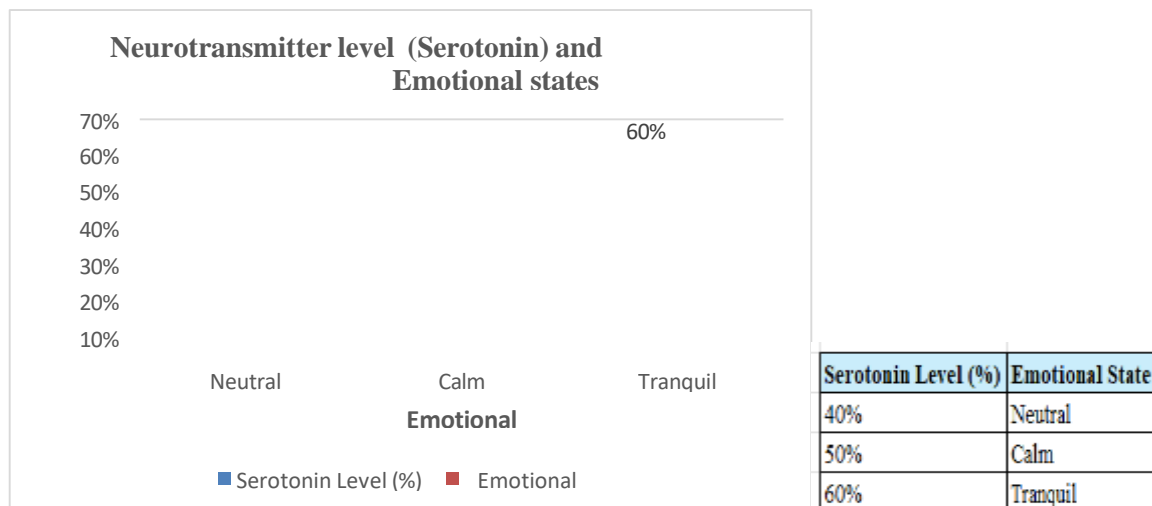 Neurotransmitter level (Serotonin) and
Emotional states
70%
60%
60%
50%
40%
30%
20%
10%
Neutral Calm Tranquil
Emotional
Serotonin Level (%) Emotional
Serotonin Level (%) Emotional State
40% Neutral
50% Calm
60% Tranquil